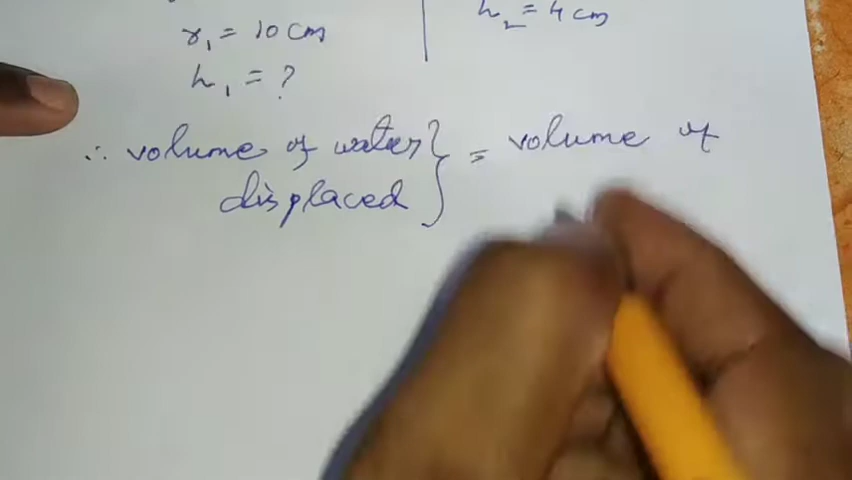 r₁ = 10 cm
h₂ = 4 cm
h₁ = ?
∴ volume of water } = volume of
displaced